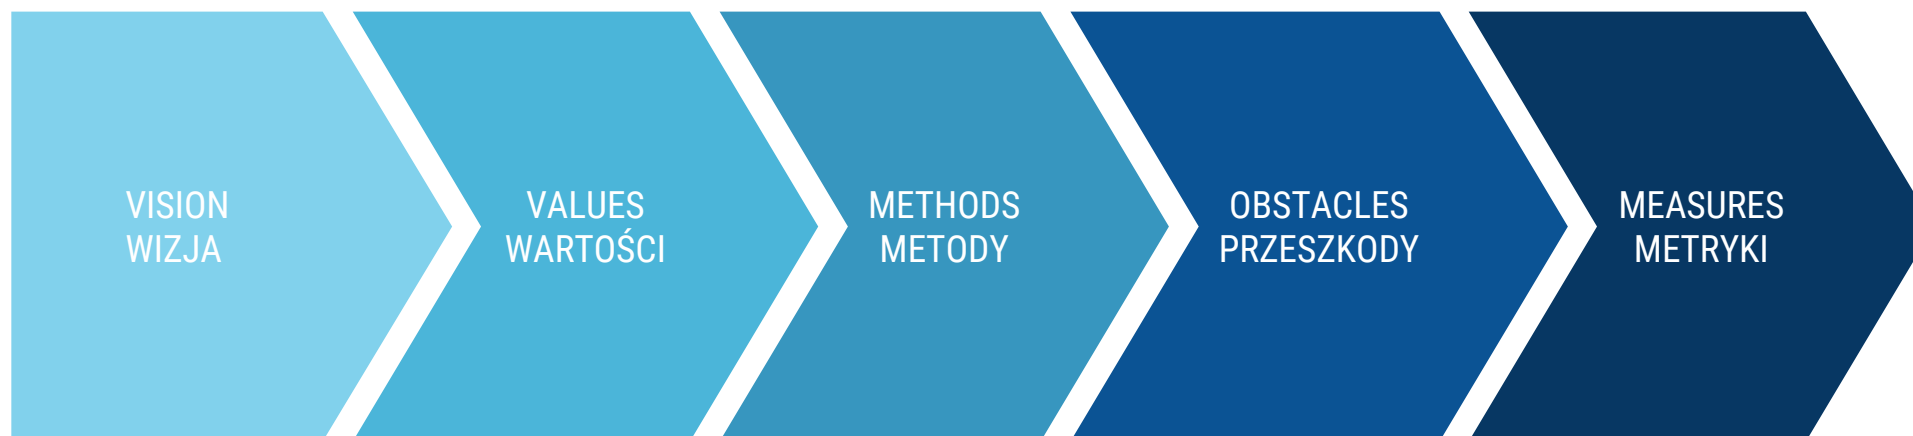 VISION
WIZJA
VALUES
WARTOŚCI
METHODS
METODY
OBSTACLES
PRZESZKODY
MEASURES
METRYKI